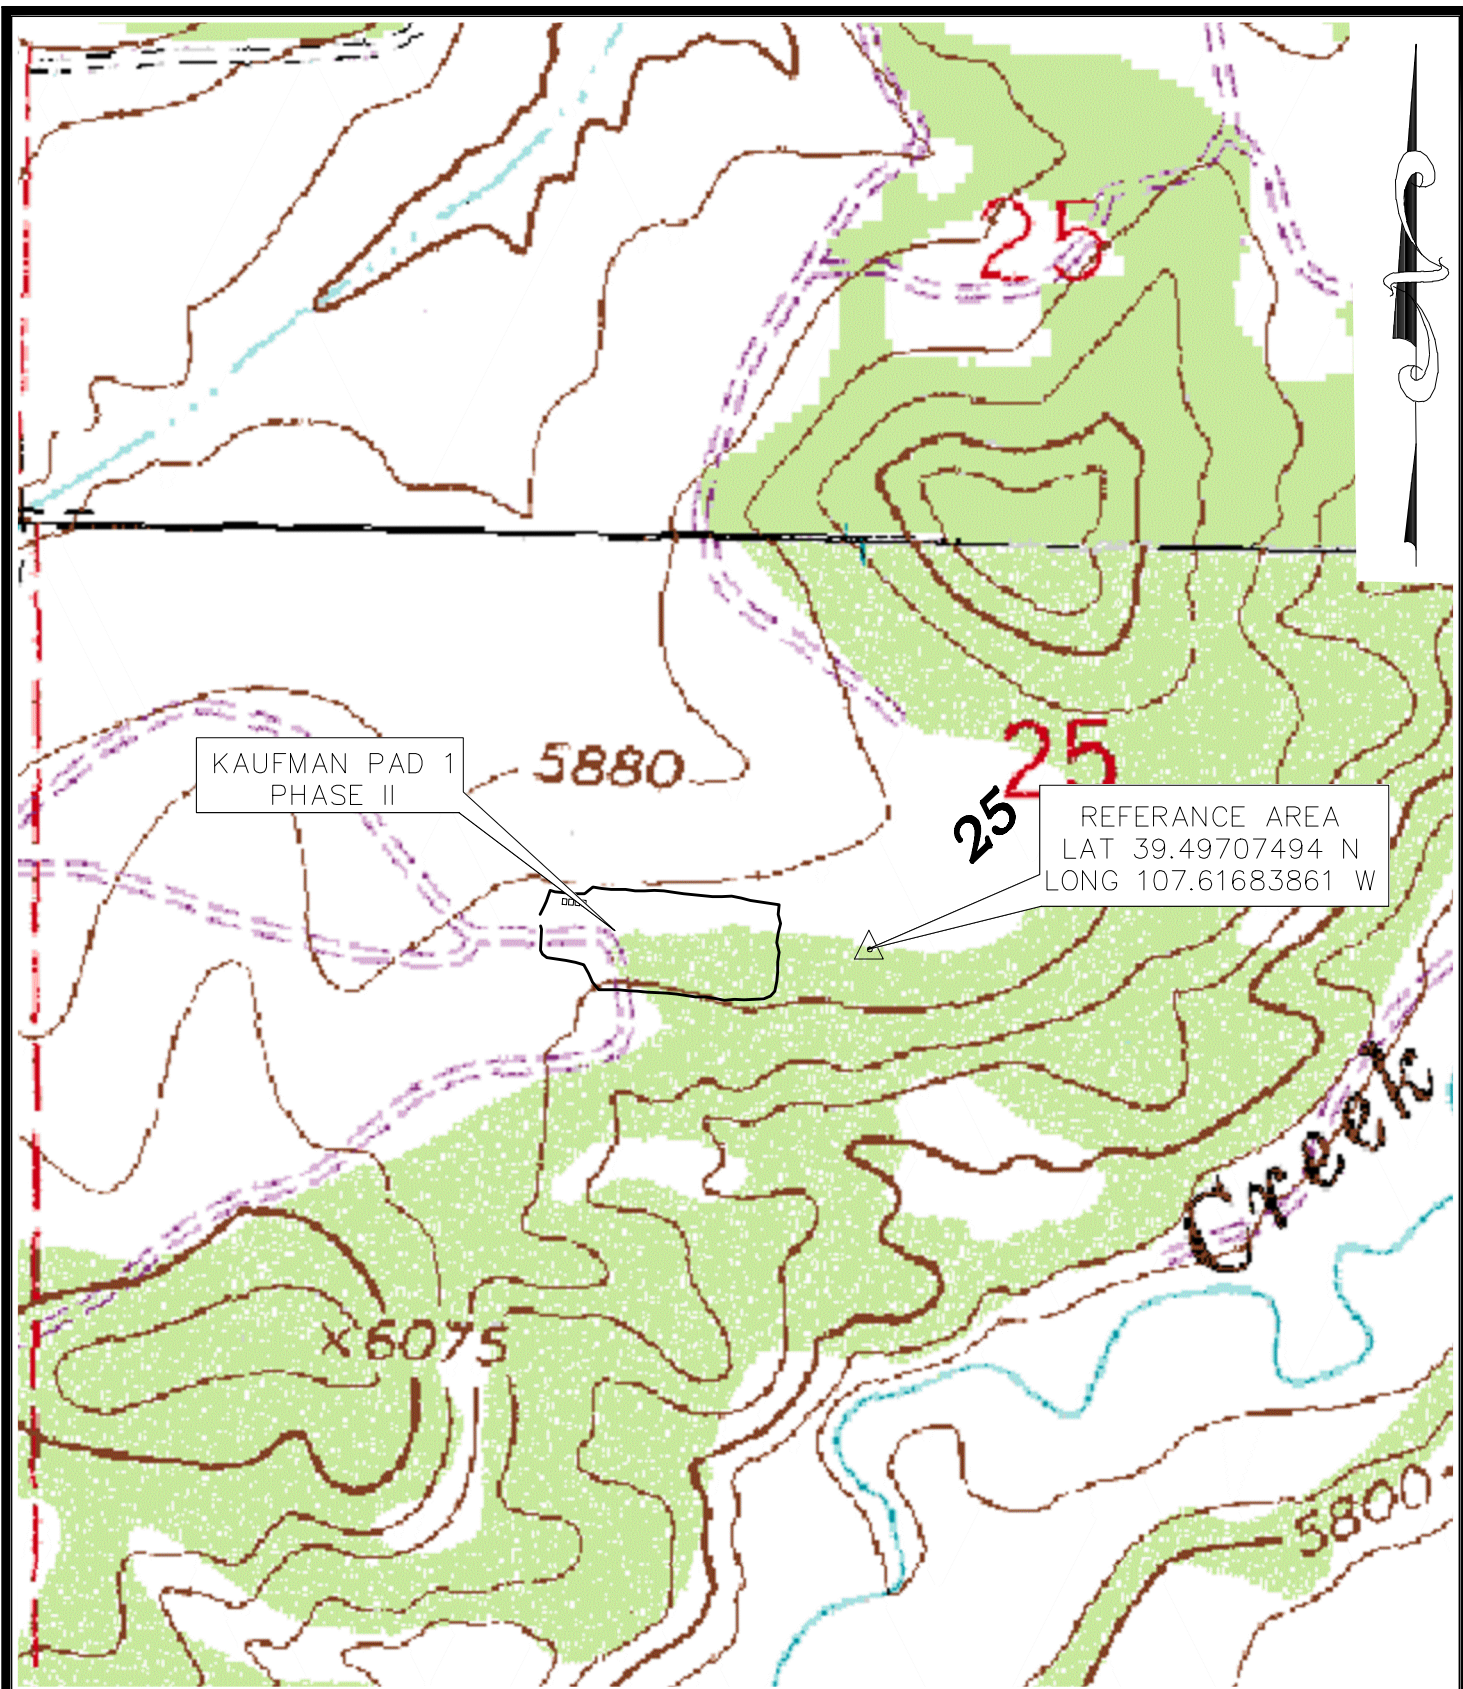 25
5880
KAUFMAN PAD 1
PHASE II
25
25
REFERANCE AREA
LAT 39.49707494 N
LONG 107.61683861 W
Creek
×6075
5800